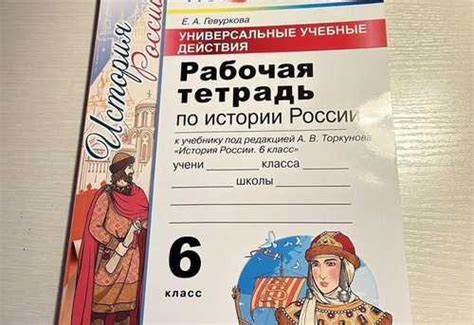 Е. А. Гевуркова
УНИВЕРСАЛЬНЫЕ УЧЕБНЫЕ
ДЕЙСТВИЯ
Рабочая
тетрадь
по истории России
к учебнику под редакцией А. В. Торкунова
«История России. 6 класс»
учени класса
школы
6
класс
История
России